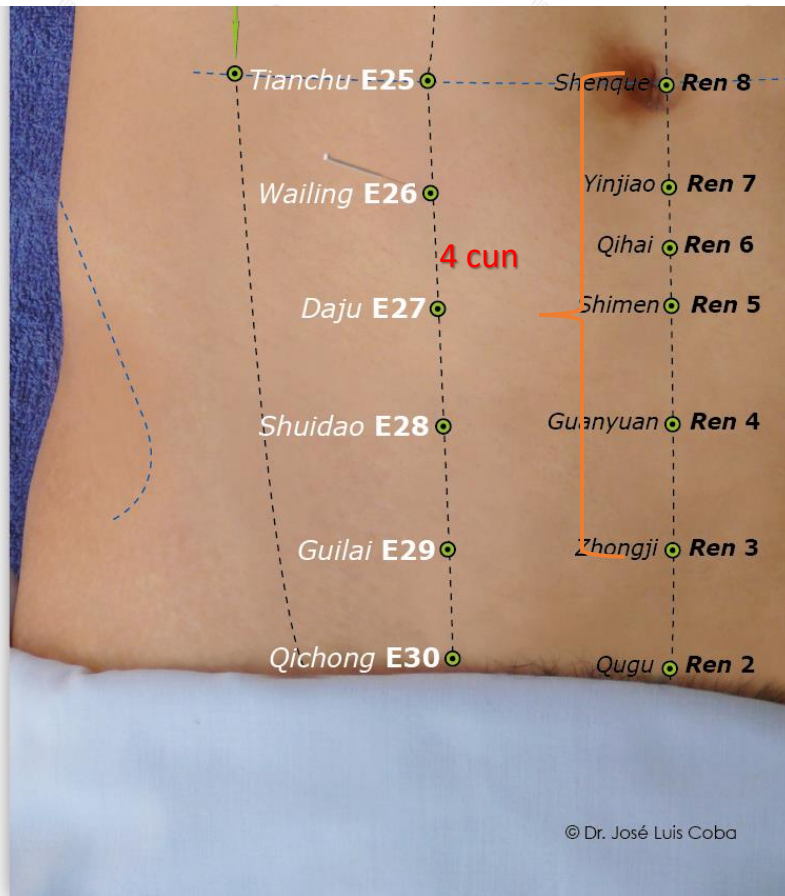 Tianchu E25
Shenque Ren 8
Wailing E26
Yinjiao Ren 7
Qihai Ren 6
4 cun
Daju E27
Shimen Ren 5
Shuidao E28
Guanyuan Ren 4
Guilai E29
Zhongji Ren 3
Qichong E30
Qugu Ren 2
© Dr. José Luis Coba